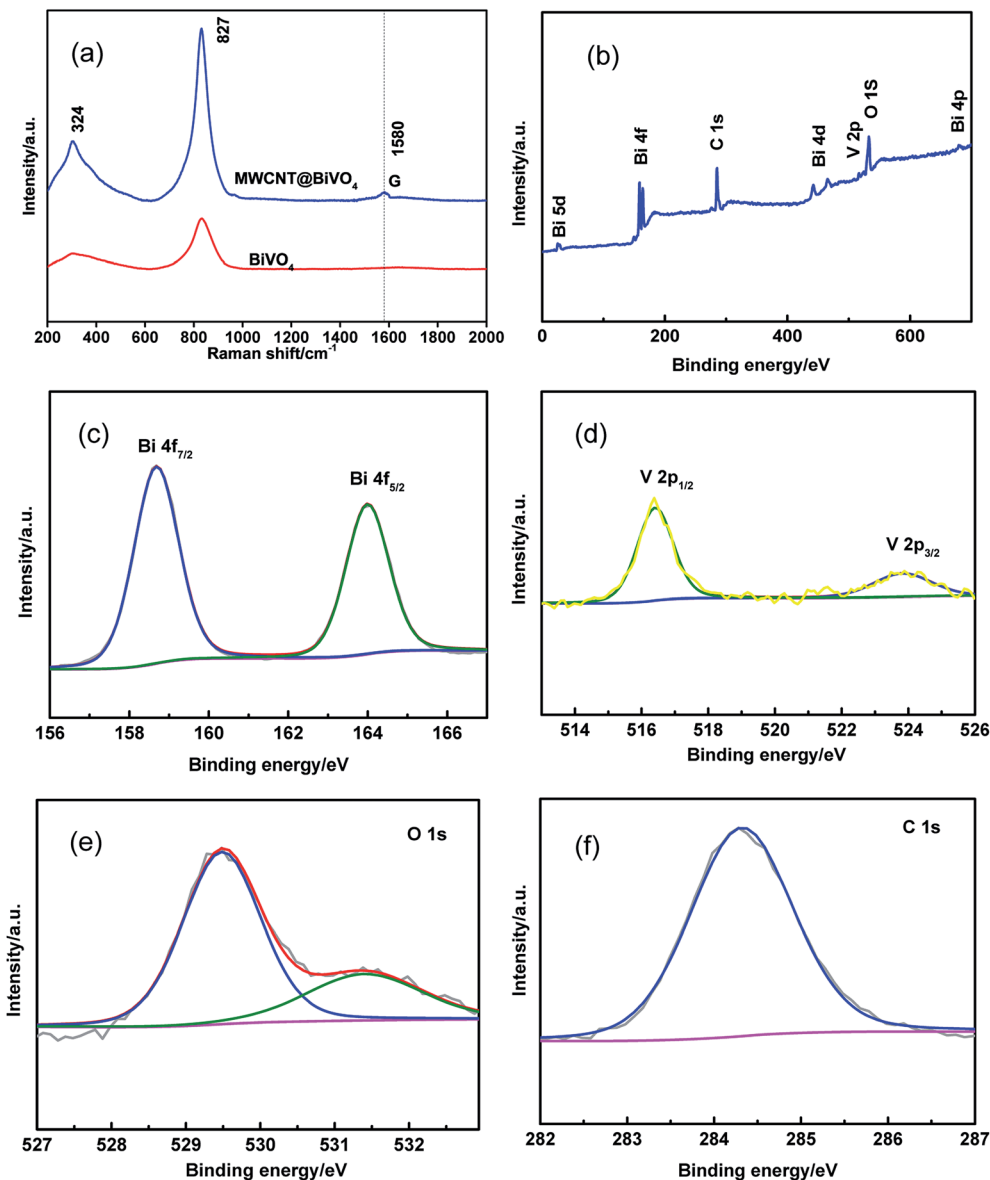 (a)
827
324
1580
MWCNT@BiVO₄
G
BiVO₄
Intensity/a.u.
200 400 600 800 1000 1200 1400 1600 1800 2000
Raman shift/cm⁻¹
(b)
Bi 5d
Bi 4f
C 1s
Bi 4d
V 2p
O 1S
Bi 4p
Intensity/a.u.
0 200 400 600
Binding energy/eV
(c)
Bi 4f₇/₂
Bi 4f₅/₂
Intensity/a.u.
156 158 160 162 164 166
Binding energy/eV
(d)
V 2p₁/₂
V 2p₃/₂
Intensity/a.u.
514 516 518 520 522 524 526
Binding energy/eV
(e)
O 1s
Intensity/a.u.
527 528 529 530 531 532
Binding energy/eV
(f)
C 1s
Intensity/a.u.
282 283 284 285 286 287
Binding energy/eV